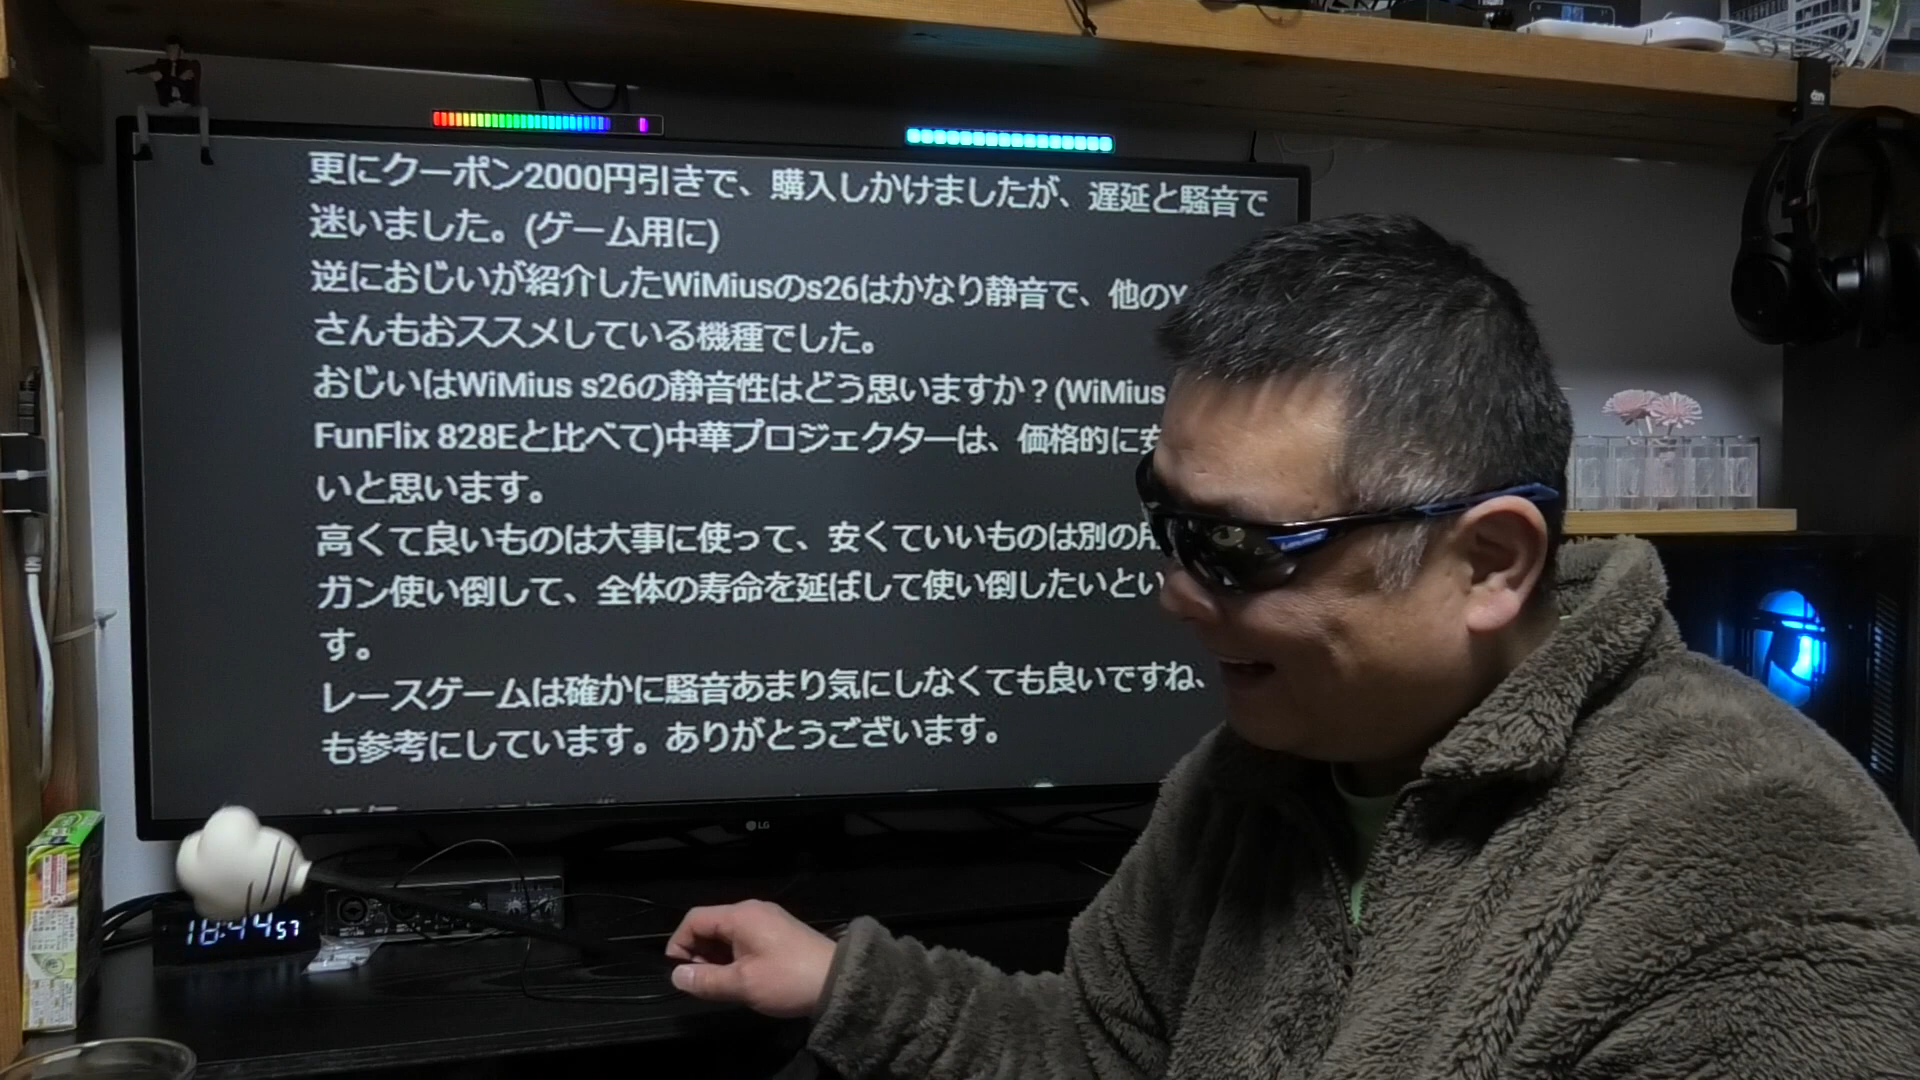 更にクーポン2000円引きで、購入しかけましたが、遅延と騒音で
迷いました。(ゲーム用に)
逆におじいが紹介したWiMiusのs26はかなり静音で、他のY
さんもおススメしている機種でした。
おじいはWiMius s26の静音性はどう思いますか？(WiMius
FunFlix 828Eと比べて)中華プロジェクターは、価格的に安
いと思います。
高くて良いものは大事に使って、安くていいものは別の用
ガン使い倒して、全体の寿命を延ばして使い倒したいとい
す。
レースゲームは確かに騒音あまり気にしなくても良いですね、
も参考にしています。ありがとうございます。
LG
18:44 57